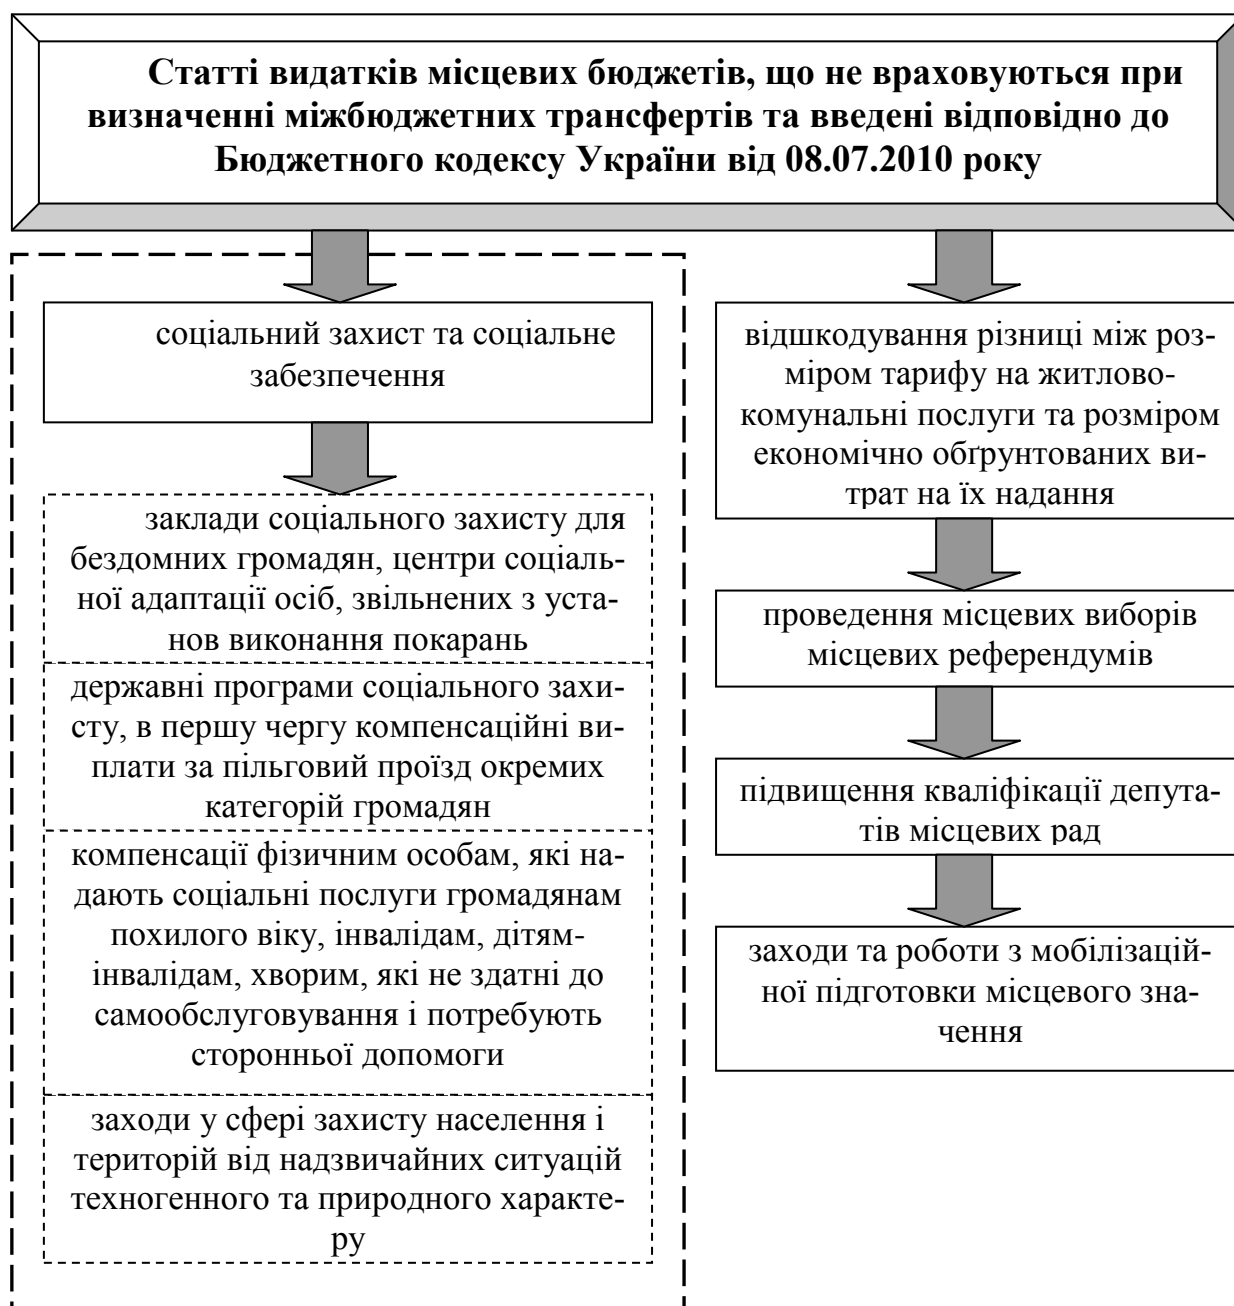 Статті видатків місцевих бюджетів, що не враховуються при
визначенні міжбюджетних трансфертів та введені відповідно до
Бюджетного кодексу України від 08.07.2010 року
соціальний захист та соціальне
забезпечення
заклади соціального захисту для
бездомних громадян, центри соціаль-
ної адаптації осіб, звільнених з уста-
нов виконання покарань
державні програми соціального захи-
сту, в першу чергу компенсаційні ви-
плати за пільговий проїзд окремих
категорій громадян
компенсації фізичним особам, які на-
дають соціальні послуги громадянам
похилого віку, інвалідам, дітям-
інвалідам, хворим, які не здатні до
самообслуговування і потребують
сторонньої допомоги
заходи у сфері захисту населення і
територій від надзвичайних ситуацій
техногенного та природного характе-
ру
відшкодування різниці між роз-
міром тарифу на житлово-
комунальні послуги та розміром
економічно обґрунтованих ви-
трат на їх надання
проведення місцевих виборів
місцевих референдумів
підвищення кваліфікації депута-
тів місцевих рад
заходи та роботи з мобілізацій-
ної підготовки місцевого зна-
чення